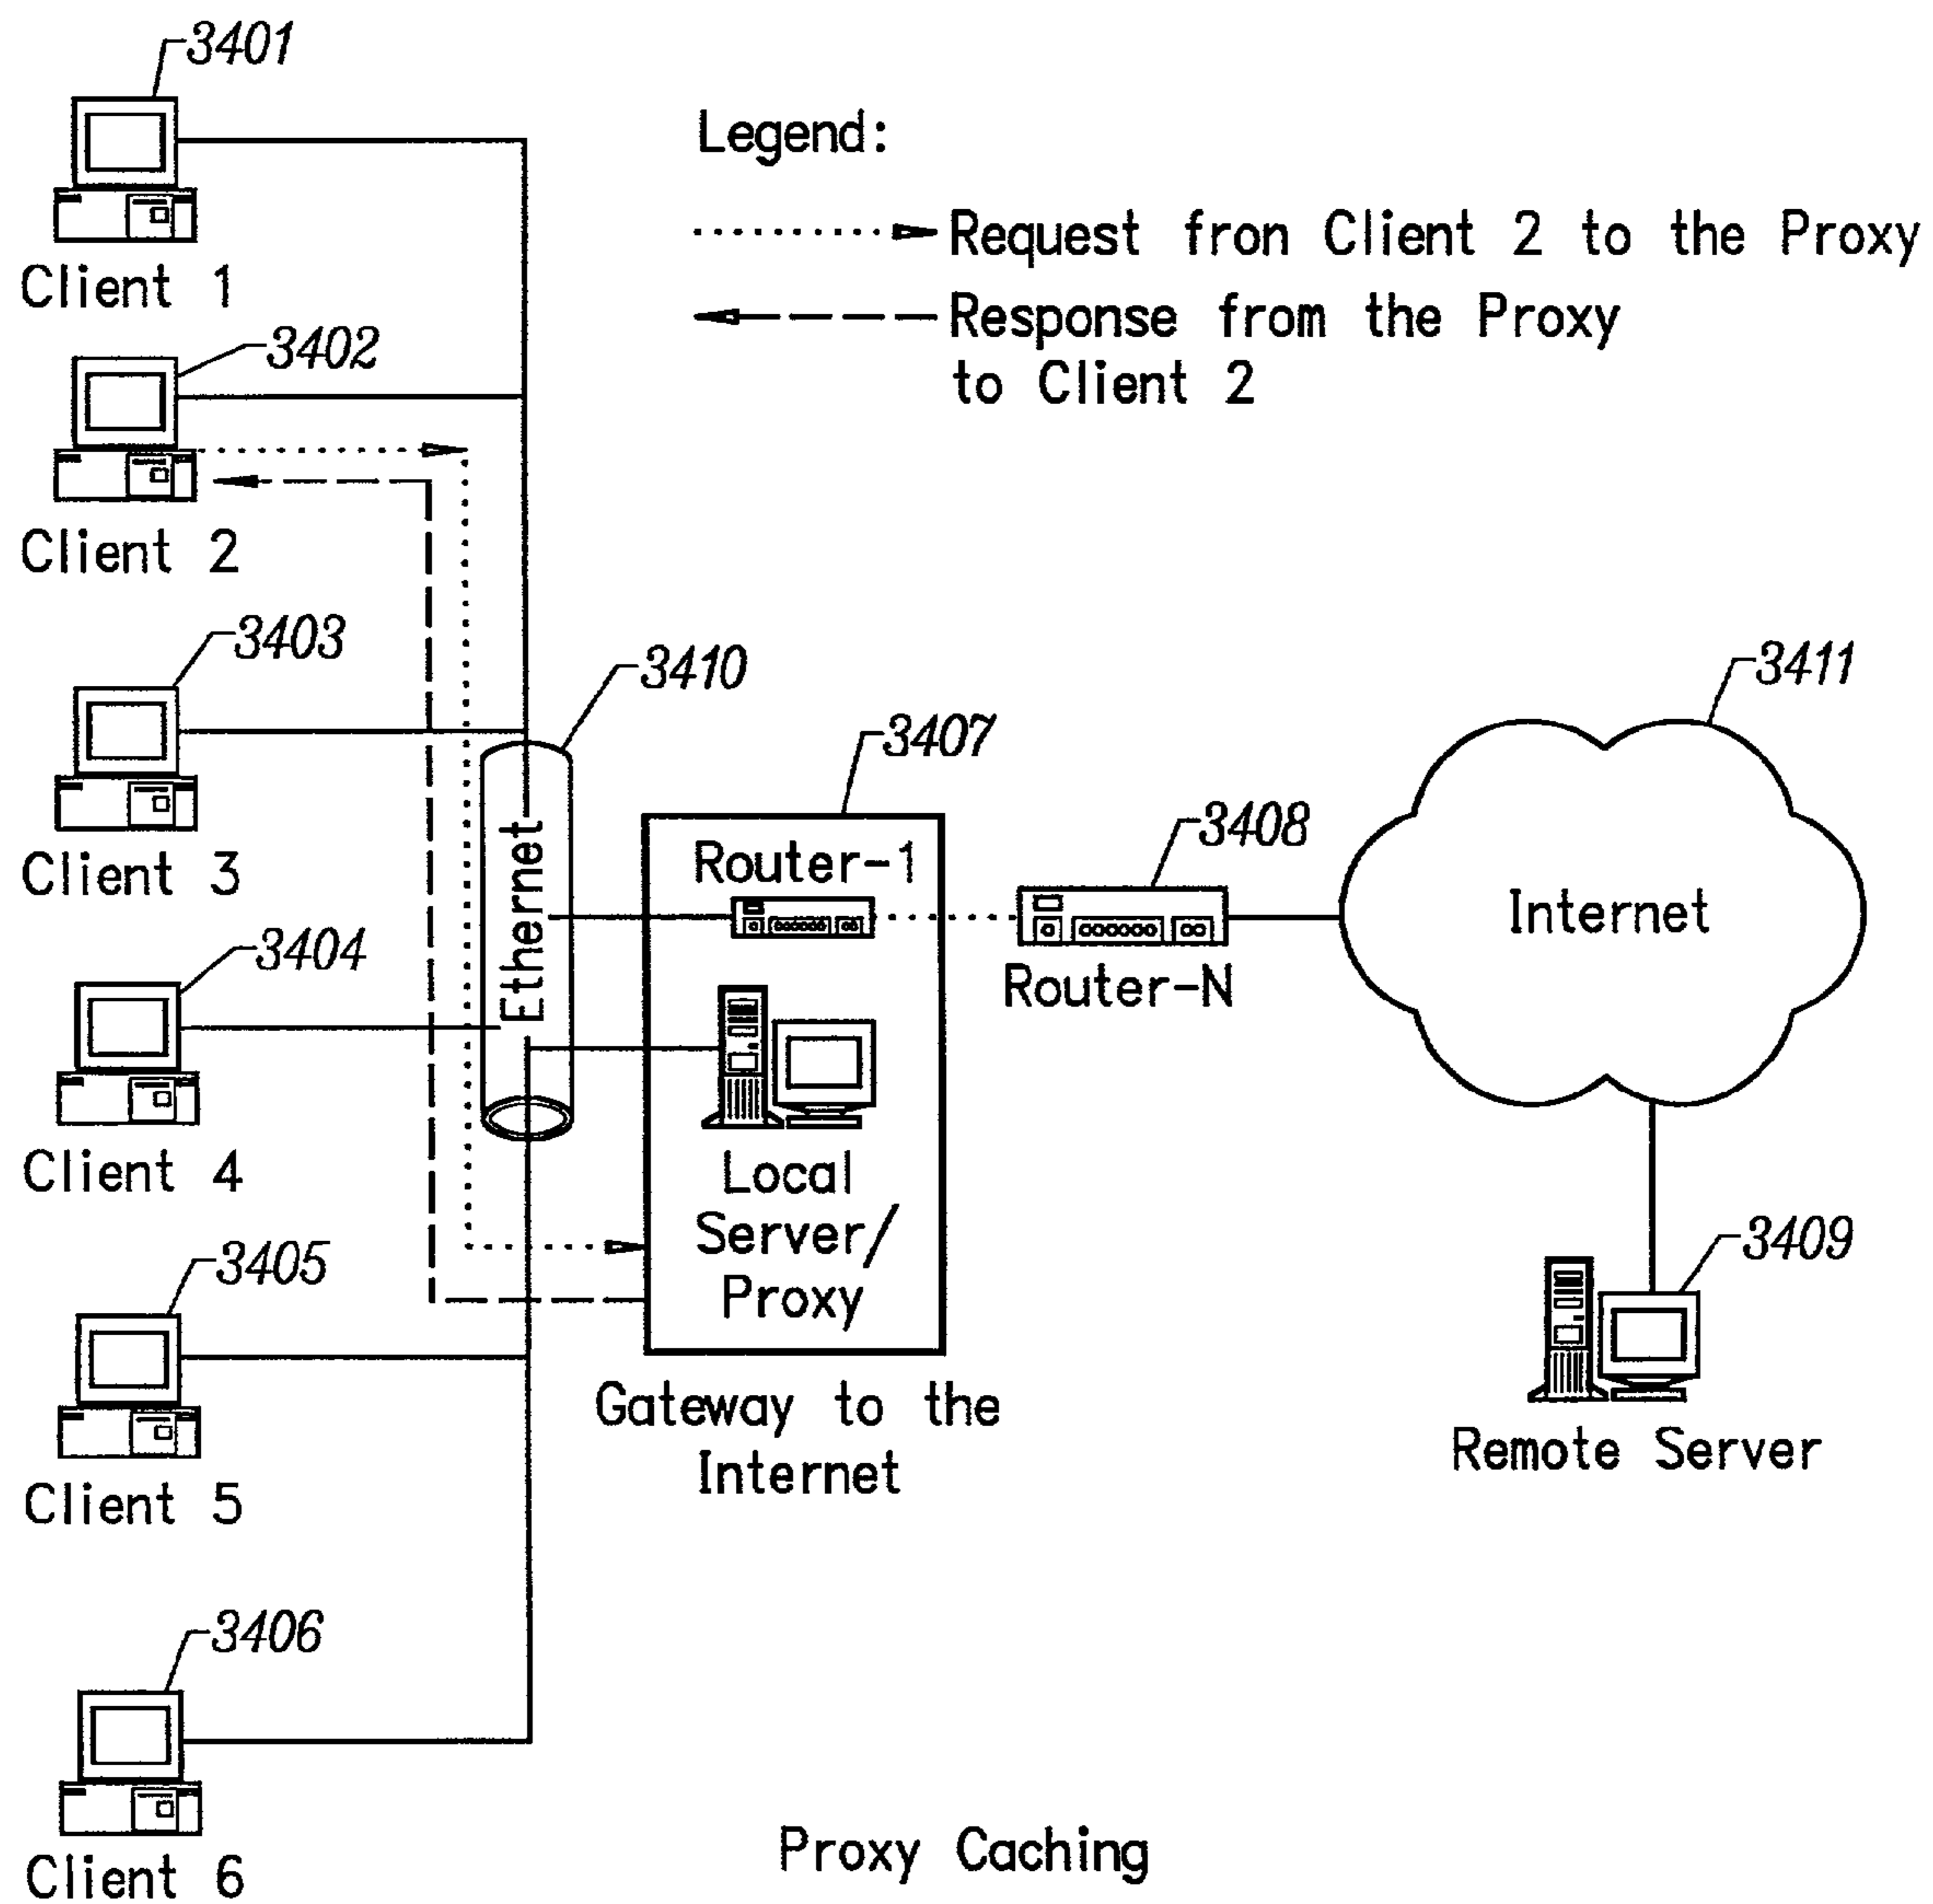 3401
Client 1
Legend:
Request fron Client 2 to the Proxy
Response from the Proxy
to Client 2
3402
Client 2
3403
Client 3
3410
Ethernet
3407
Router-1
3408
Router-N
3411
Internet
3404
Client 4
Local
Server/
Proxy
Gateway to the
Internet
3409
Remote Server
3405
Client 5
3406
Client 6
Proxy Caching